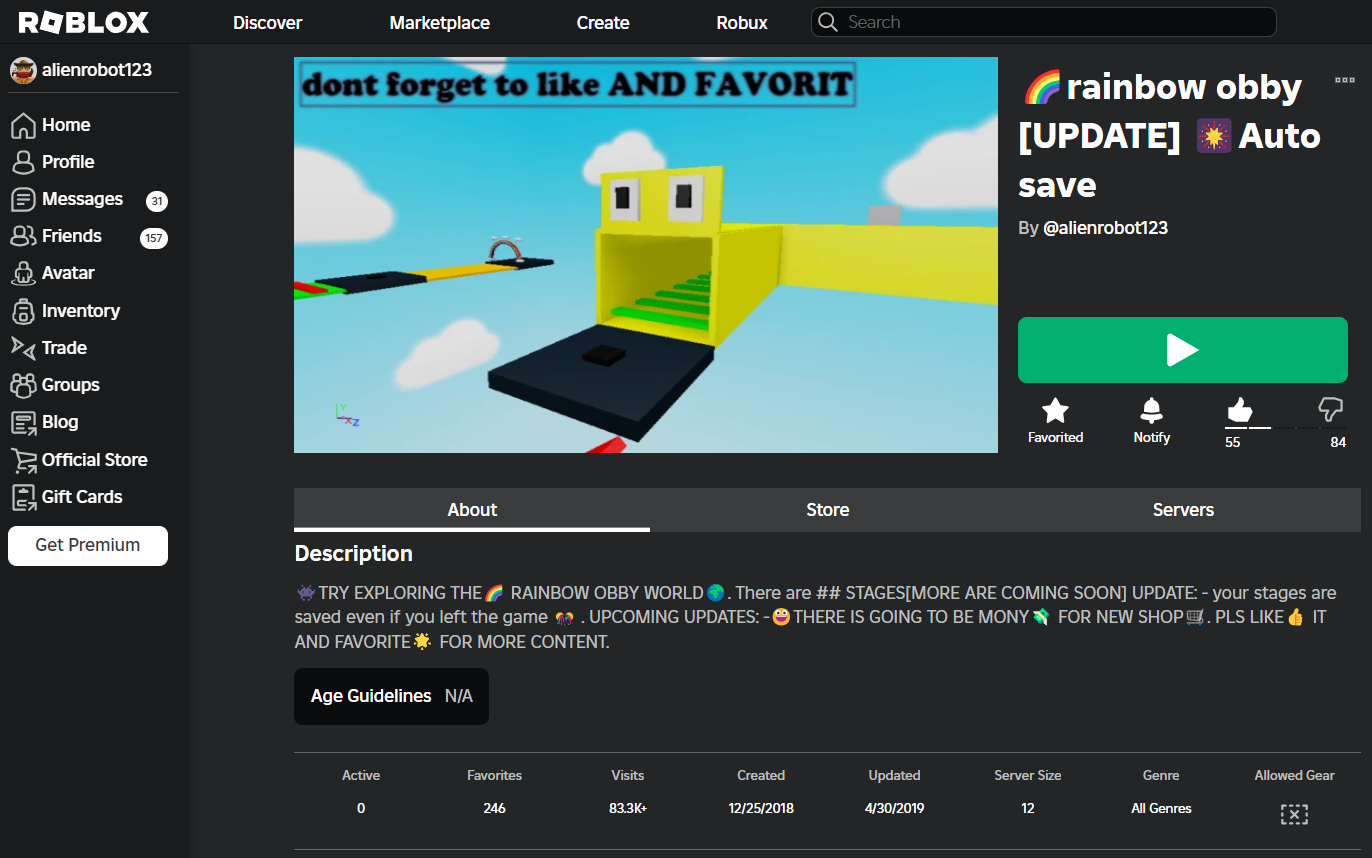 ROBLOX
Discover
Marketplace
Create
Robux
Search
alienrobot123
Home
Profile
Messages 31
Friends 157
Avatar
Inventory
Trade
Groups
Blog
Official Store
Gift Cards
Get Premium
dont forget to like AND FAVORIT
Y
X Z
🌈rainbow obby
[UPDATE] 🎇Auto
save
By @alienrobot123
Favorited
Notify
55
84
About
Store
Servers
Description
👾TRY EXPLORING THE🌈 RAINBOW OBBY WORLD🌍. There are ## STAGES[MORE ARE COMING SOON] UPDATE: - your stages are
saved even if you left the game 🎊 . UPCOMING UPDATES: -😃THERE IS GOING TO BE MONY💸 FOR NEW SHOP🛒. PLS LIKE👍 IT
AND FAVORITE🌟 FOR MORE CONTENT.
Age Guidelines N/A
Active Favorites Visits Created Updated Server Size Genre Allowed Gear
0 246 83.3K+ 12/25/2018 4/30/2019 12 All Genres